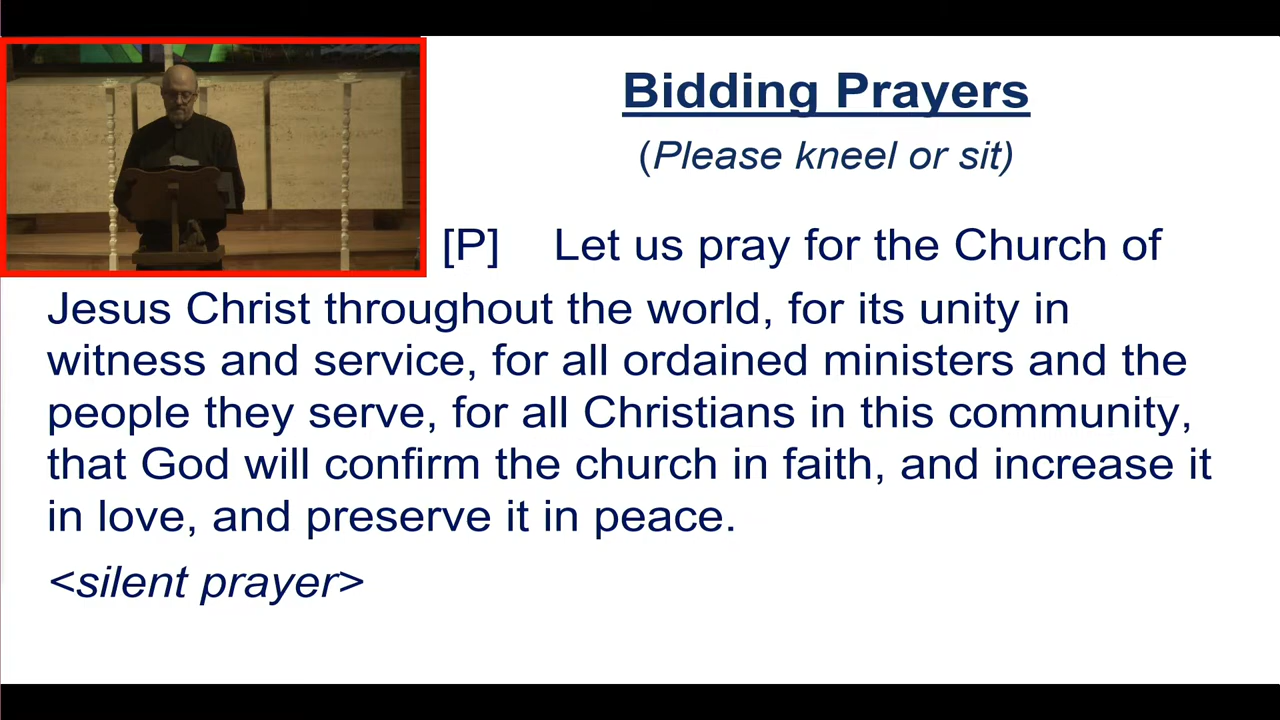 Bidding Prayers
(Please kneel or sit)
[P] Let us pray for the Church of
Jesus Christ throughout the world, for its unity in
witness and service, for all ordained ministers and the
people they serve, for all Christians in this community,
that God will confirm the church in faith, and increase it
in love, and preserve it in peace.
<silent prayer>